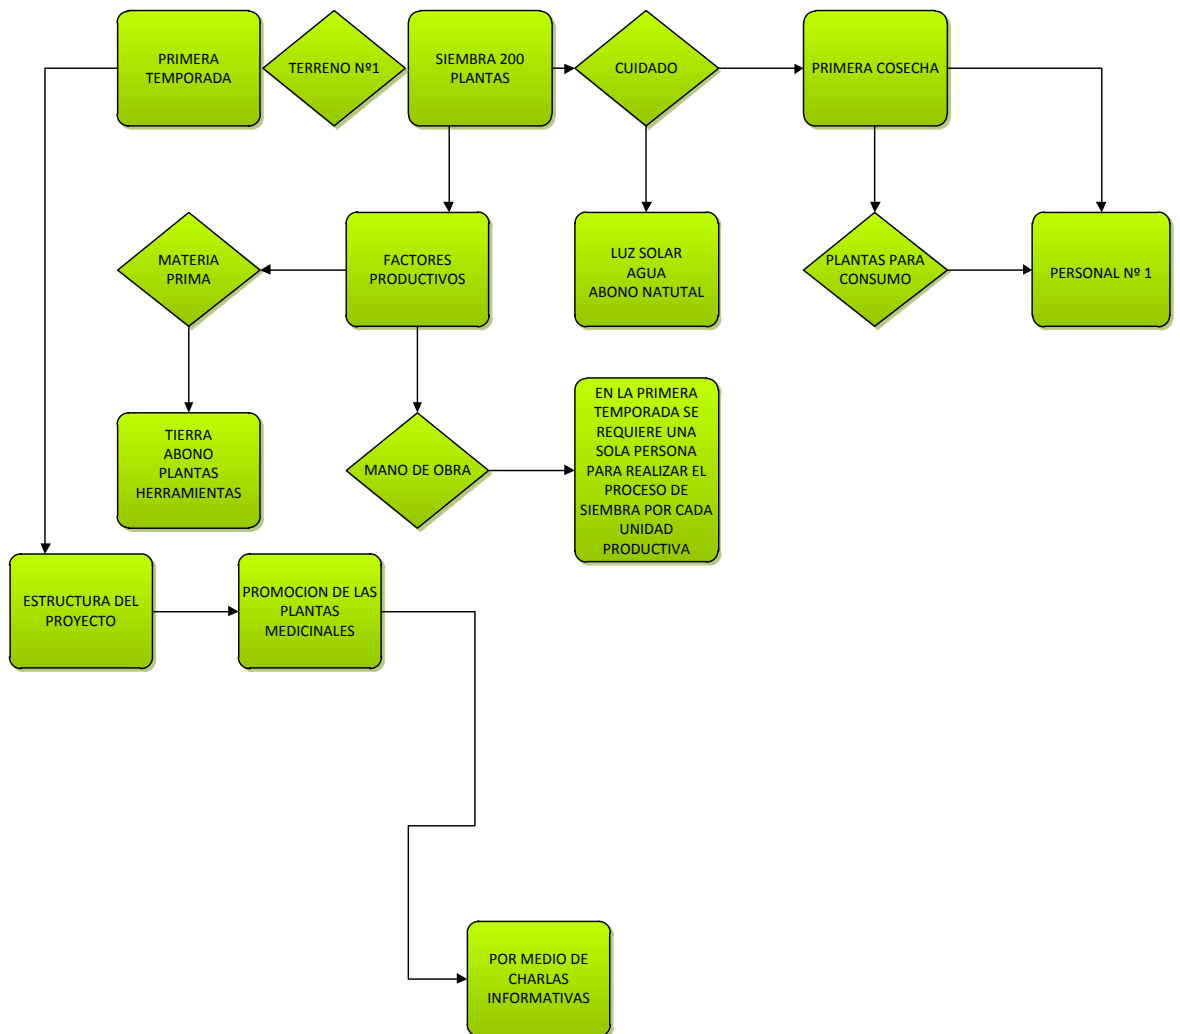 PRIMERA
TEMPORADA
TERRENO Nº1
SIEMBRA 200
PLANTAS
CUIDADO
PRIMERA COSECHA
MATERIA
PRIMA
FACTORES
PRODUCTIVOS
LUZ SOLAR
AGUA
ABONO NATUTAL
PLANTAS PARA
CONSUMO
PERSONAL Nº 1
TIERRA
ABONO
PLANTAS
HERRAMIENTAS
MANO DE OBRA
EN LA PRIMERA
TEMPORADA SE
REQUIERE UNA
SOLA PERSONA
PARA REALIZAR EL
PROCESO DE
SIEMBRA POR CADA
UNIDAD
PRODUCTIVA
ESTRUCTURA DEL
PROYECTO
PROMOCION DE LAS
PLANTAS
MEDICINALES
POR MEDIO DE
CHARLAS
INFORMATIVAS